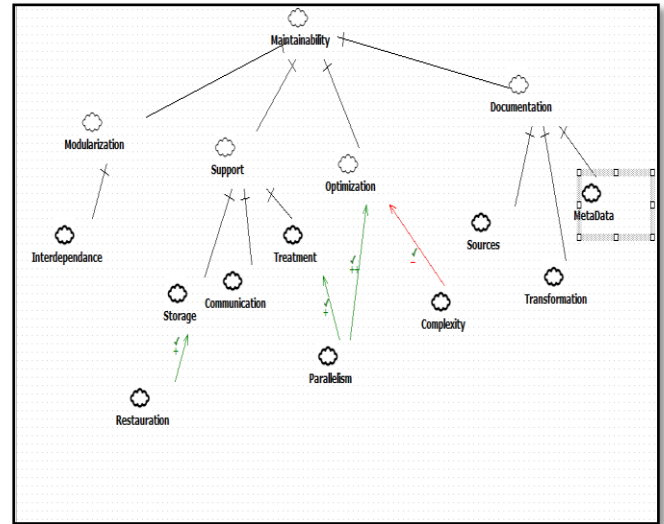 Maintainability
Documentation
Modularization
Support
Optimization
MetaData
Interdependance
Treatment
Sources
Communication
Transformation
Storage
Complexity
Parallelism
Restauration
++
-
+
+